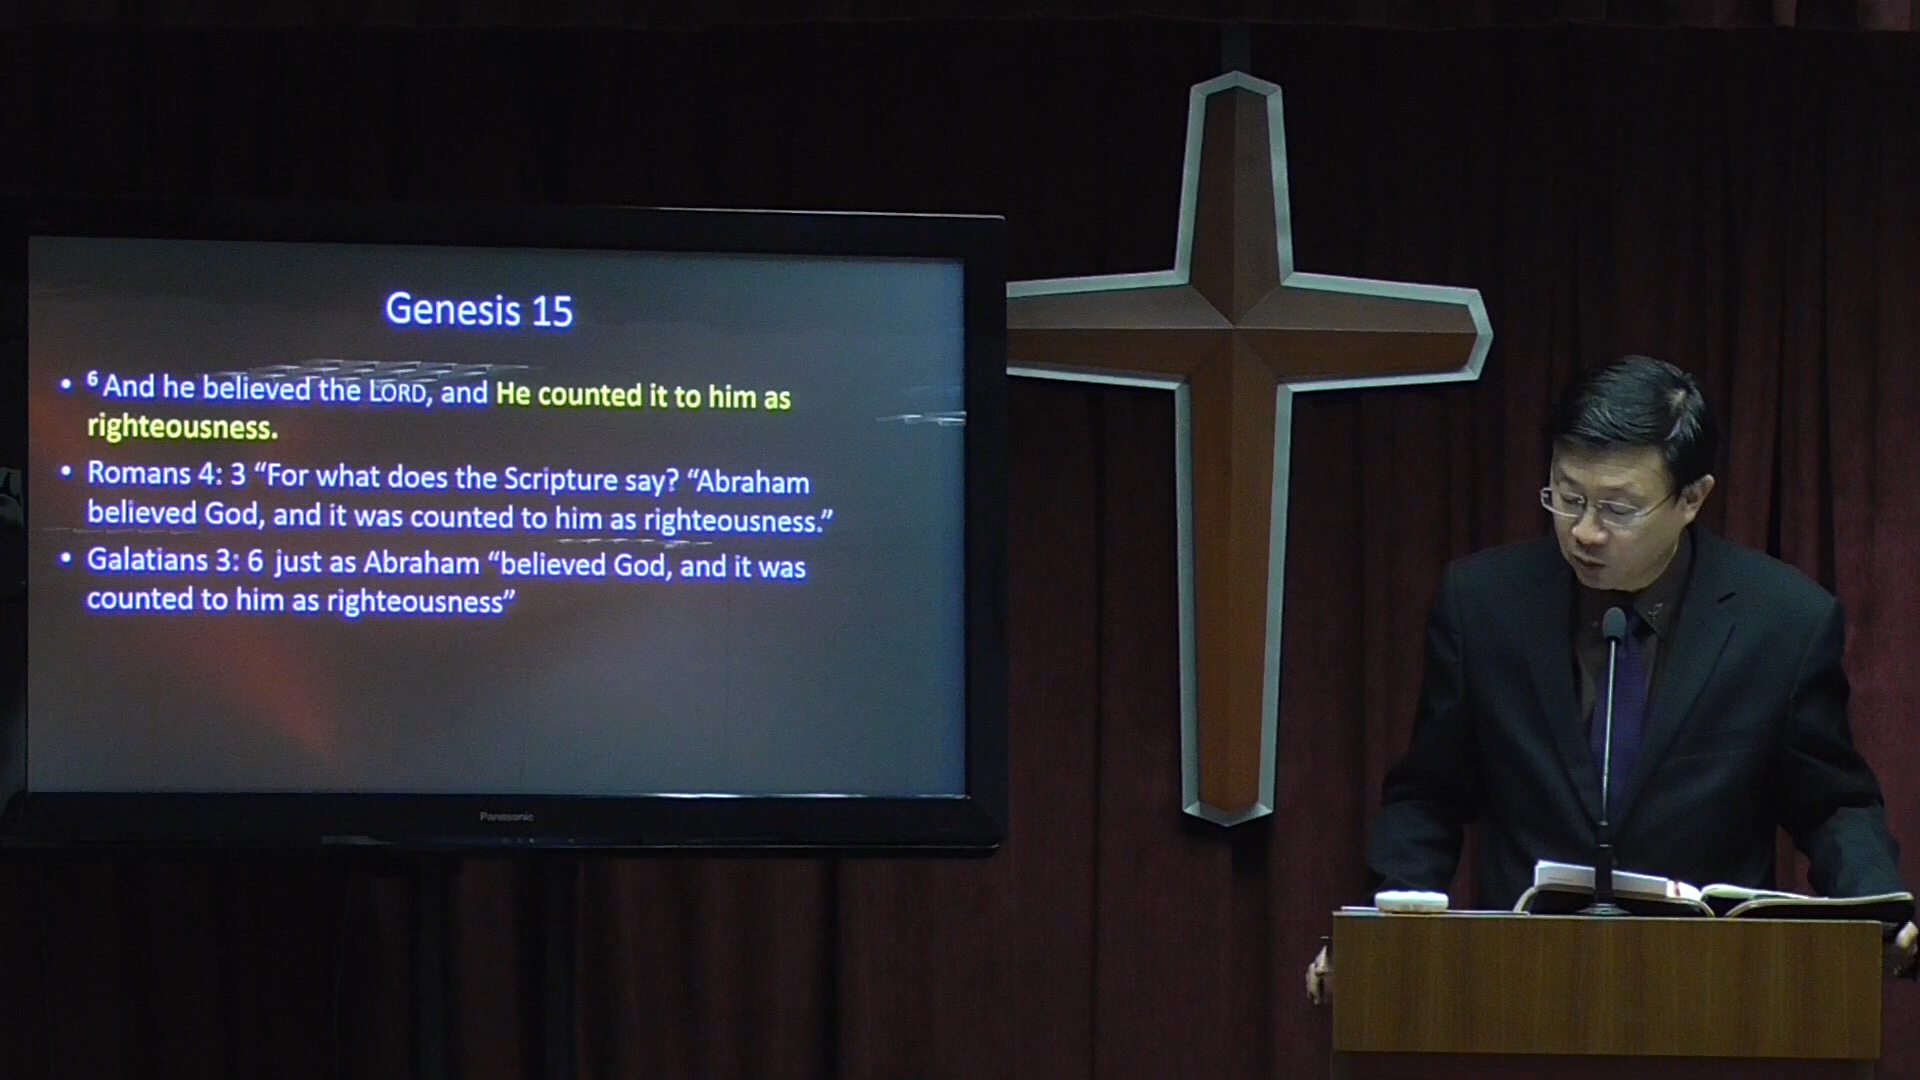 Genesis 15
• ⁶ And he believed the LORD, and He counted it to him as
righteousness.
• Romans 4: 3 “For what does the Scripture say? “Abraham
believed God, and it was counted to him as righteousness.”
• Galatians 3: 6 just as Abraham “believed God, and it was
counted to him as righteousness”
Panasonic